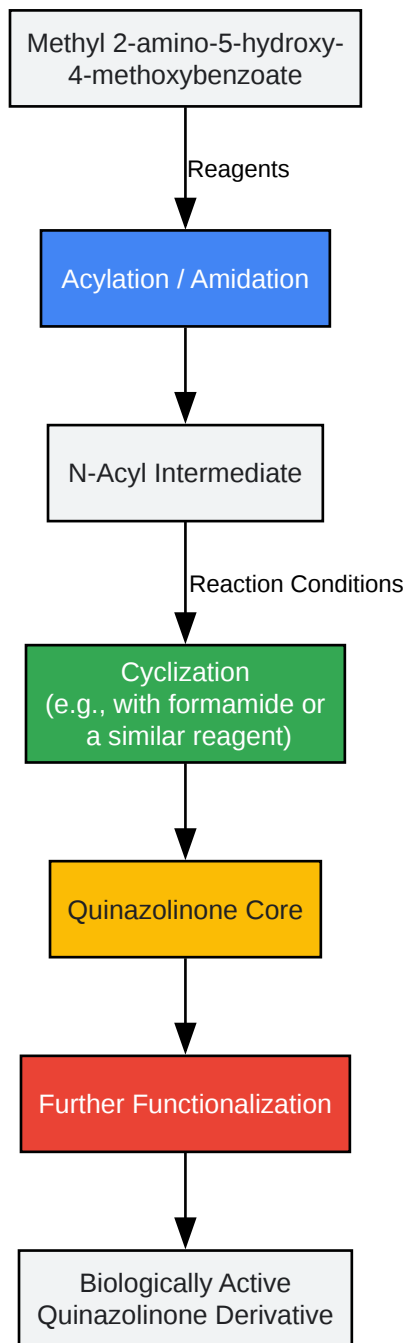 Methyl 2-amino-5-hydroxy-
4-methoxybenzoate
Reagents
Acylation / Amidation
N-Acyl Intermediate
Reaction Conditions
Cyclization
(e.g., with formamide or
a similar reagent)
Quinazolinone Core
Further Functionalization
Biologically Active
Quinazolinone Derivative